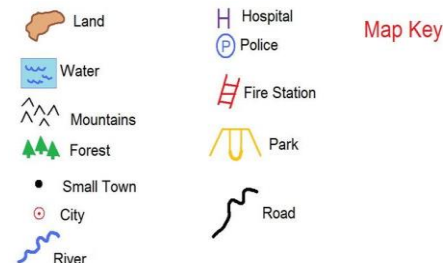 Land
Water
Mountains
Forest
Small Town
City
River
H Hospital
P Police
Fire Station
Park
Road
Map Key